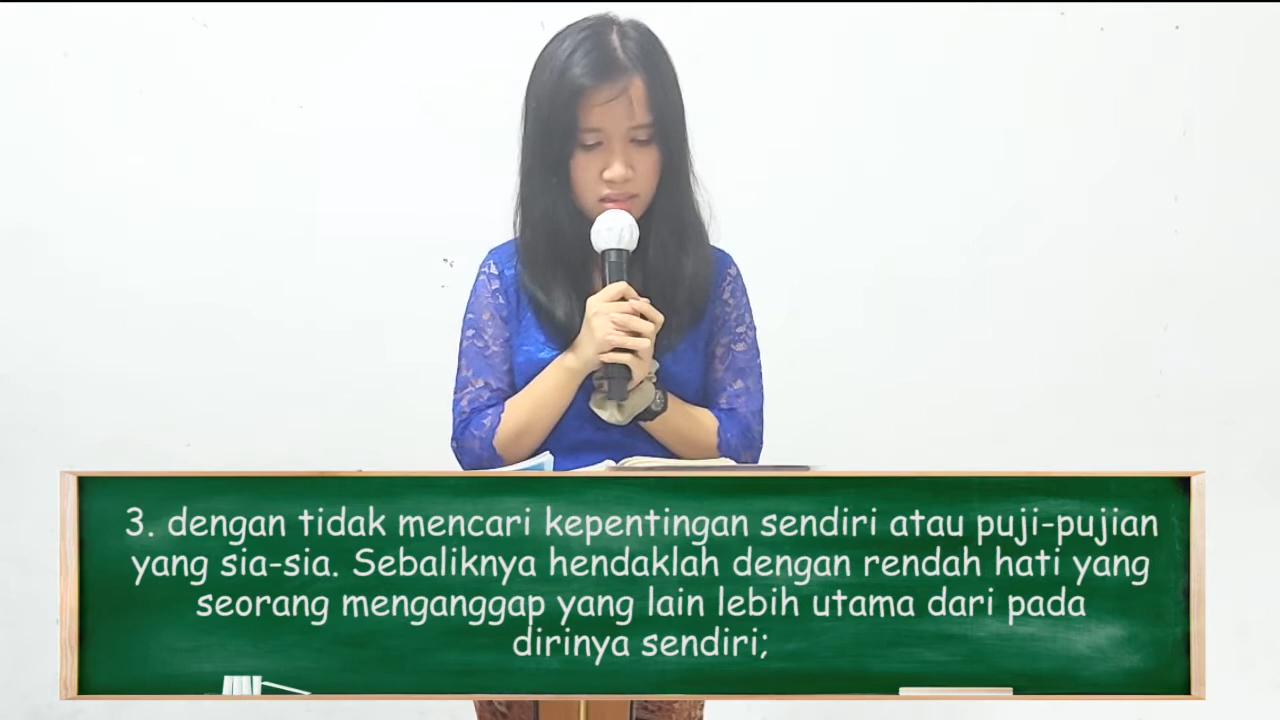 3. dengan tidak mencari kepentingan sendiri atau puji-pujian
yang sia-sia. Sebaliknya hendaklah dengan rendah hati yang
seorang menganggap yang lain lebih utama dari pada
dirinya sendiri;